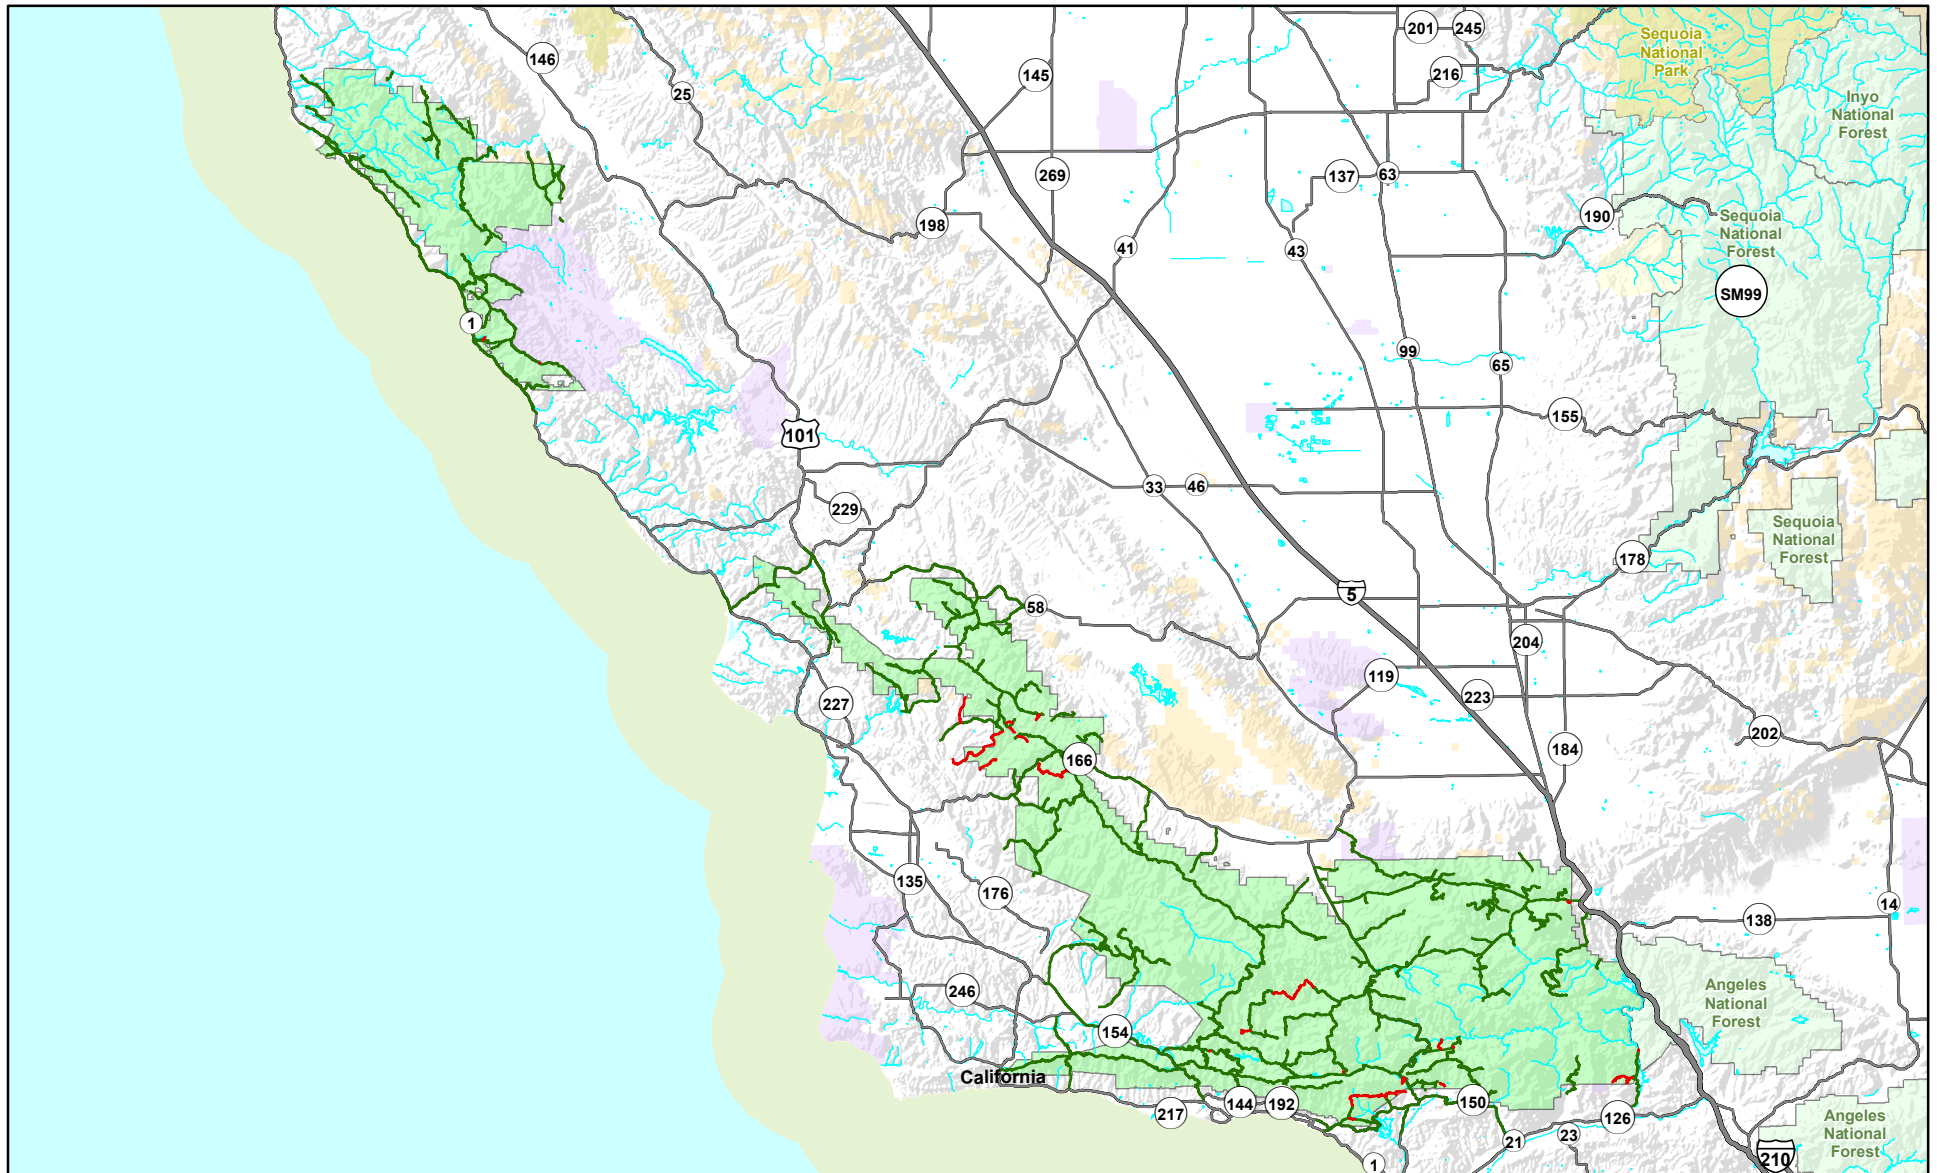 201
245
146
Sequoia
National
Park
145
216
25
Inyo
National
Forest
269
137
63
190
198
Sequoia
National
Forest
41
43
SM99
1
99
65
101
155
33
46
229
Sequoia
National
Forest
178
5
58
204
119
223
227
202
184
166
135
176
14
138
246
Angeles
National
Forest
154
California
217
144
192
150
126
Angeles
National
Forest
21
23
1
210